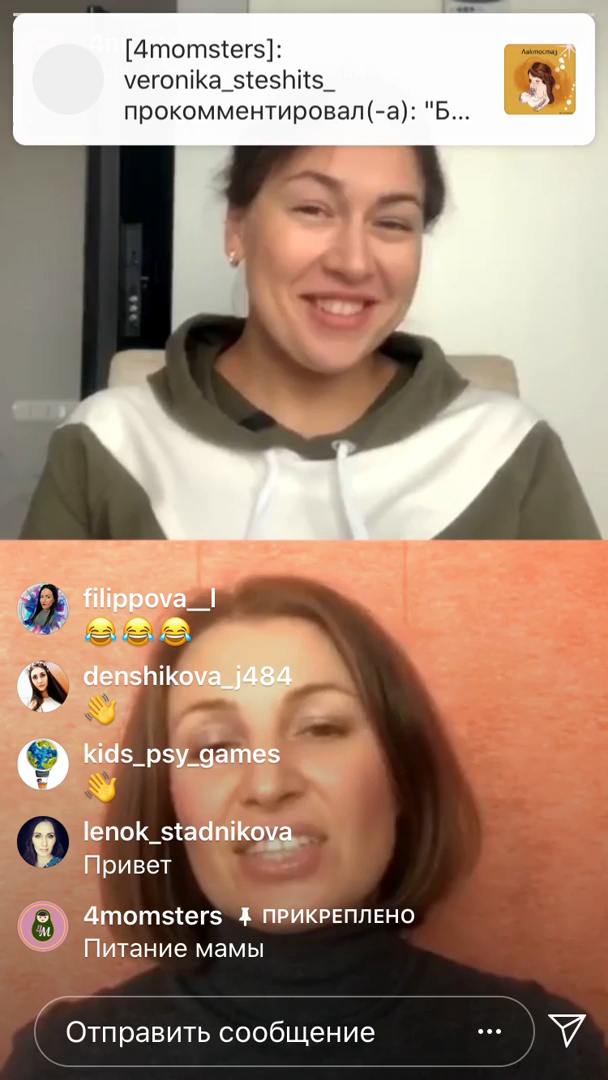 [4momsters]:
veronika_steshits_
прокомментировал(-а): "Б...
Лактостаз
filippova__l
😂😂😂
denshikova_j484
👋
kids_psy_games
👋
lenok_stadnikova
Привет
4momsters ПРИКРЕПЛЕНО
Питание мамы
Отправить сообщение